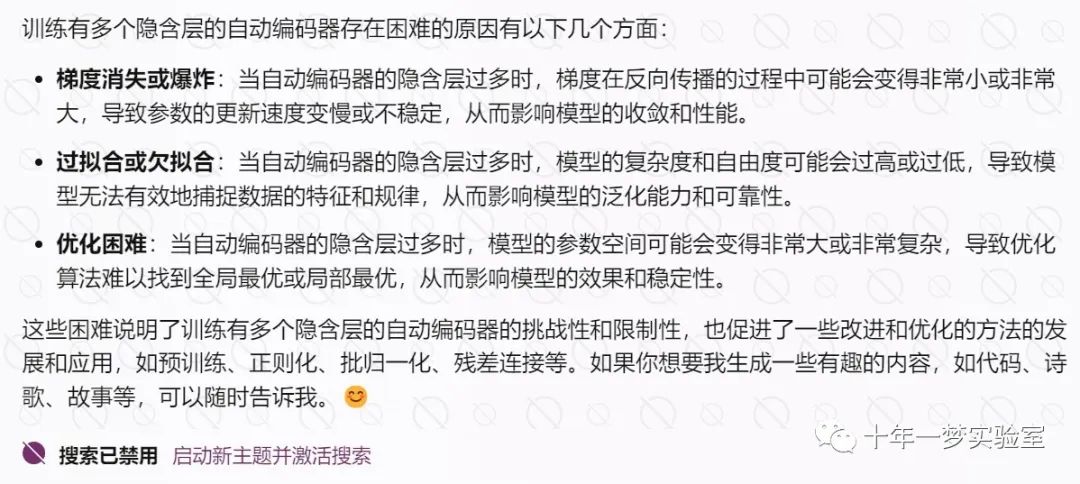 训练有多个隐含层的自动编码器存在困难的原因有以下几个方面：
• 梯度消失或爆炸：当自动编码器的隐含层过多时，梯度在反向传播的过程中可能会变得非常小或非常
大，导致参数的更新速度变慢或不稳定，从而影响模型的收敛和性能。
• 过拟合或欠拟合：当自动编码器的隐含层过多时，模型的复杂度和自由度可能会过高或过低，导致模
型无法有效地捕捉数据的特征和规律，从而影响模型的泛化能力和可靠性。
• 优化困难：当自动编码器的隐含层过多时，模型的参数空间可能会变得非常大或非常复杂，导致优化
算法难以找到全局最优或局部最优，从而影响模型的效果和稳定性。
这些困难说明了训练有多个隐含层的自动编码器的挑战性和限制性，也促进了一些改进和优化的方法的发
展和应用，如预训练、正则化、批归一化、残差连接等。如果你想要我生成一些有趣的内容，如代码、诗
歌、故事等，可以随时告诉我。😊
搜索已禁用 启动新主题并激活搜索
十年一梦实验室